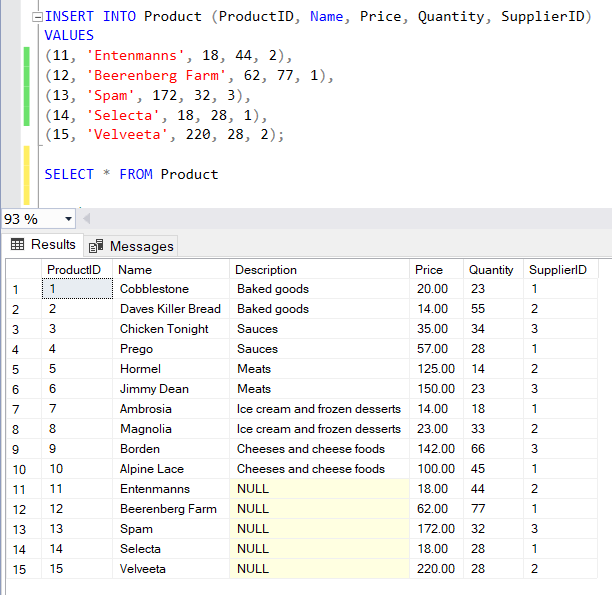 INSERT INTO Product (ProductID, Name, Price, Quantity, SupplierID)
VALUES
(11, 'Entenmanns', 18, 44, 2),
(12, 'Beerenberg Farm', 62, 77, 1),
(13, 'Spam', 172, 32, 3),
(14, 'Selecta', 18, 28, 1),
(15, 'Velveeta', 220, 28, 2);
SELECT * FROM Product
93 %
Results Messages
ProductID Name Description Price Quantity SupplierID
1 1 Cobblestone Baked goods 20.00 23 1
2 2 Daves Killer Bread Baked goods 14.00 55 2
3 3 Chicken Tonight Sauces 35.00 34 3
4 4 Prego Sauces 57.00 28 1
5 5 Hormel Meats 125.00 14 2
6 6 Jimmy Dean Meats 150.00 23 3
7 7 Ambrosia Ice cream and frozen desserts 14.00 18 1
8 8 Magnolia Ice cream and frozen desserts 23.00 33 2
9 9 Borden Cheeses and cheese foods 142.00 66 3
10 10 Alpine Lace Cheeses and cheese foods 100.00 45 1
11 11 Entenmanns NULL 18.00 44 2
12 12 Beerenberg Farm NULL 62.00 77 1
13 13 Spam NULL 172.00 32 3
14 14 Selecta NULL 18.00 28 1
15 15 Velveeta NULL 220.00 28 2